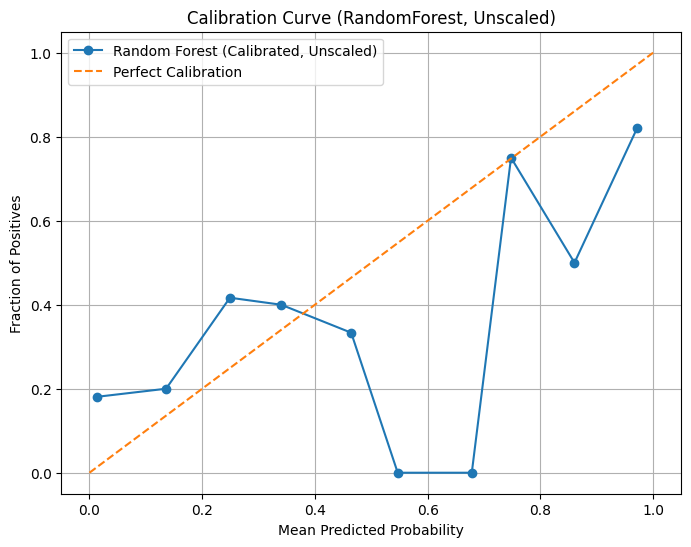 Calibration Curve (RandomForest, Unscaled)
Random Forest (Calibrated, Unscaled)
Perfect Calibration
Fraction of Positives
1.0
0.8
0.6
0.4
0.2
0.0
0.0 0.2 0.4 0.6 0.8 1.0
Mean Predicted Probability